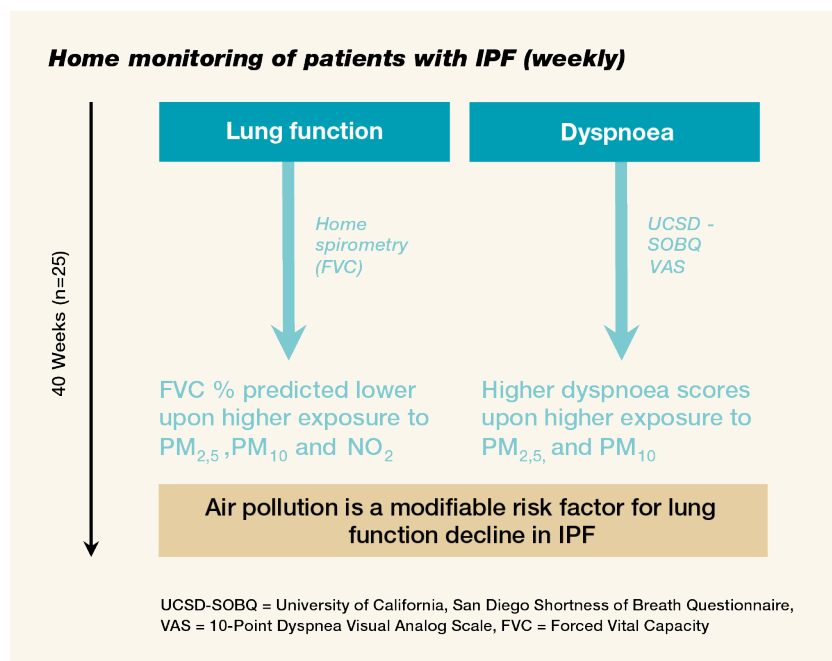 Home monitoring of patients with IPF (weekly)
Lung function
Dyspnoea
40 Weeks (n=25)
Home
spirometry
(FVC)
UCSD -
SOBQ
VAS
FVC % predicted lower
upon higher exposure to
PM2,5 ,PM10 and NO2
Higher dyspnoea scores
upon higher exposure to
PM2,5, and PM10
Air pollution is a modifiable risk factor for lung
function decline in IPF
UCSD-SOBQ = University of California, San Diego Shortness of Breath Questionnaire,
VAS = 10-Point Dyspnea Visual Analog Scale, FVC = Forced Vital Capacity